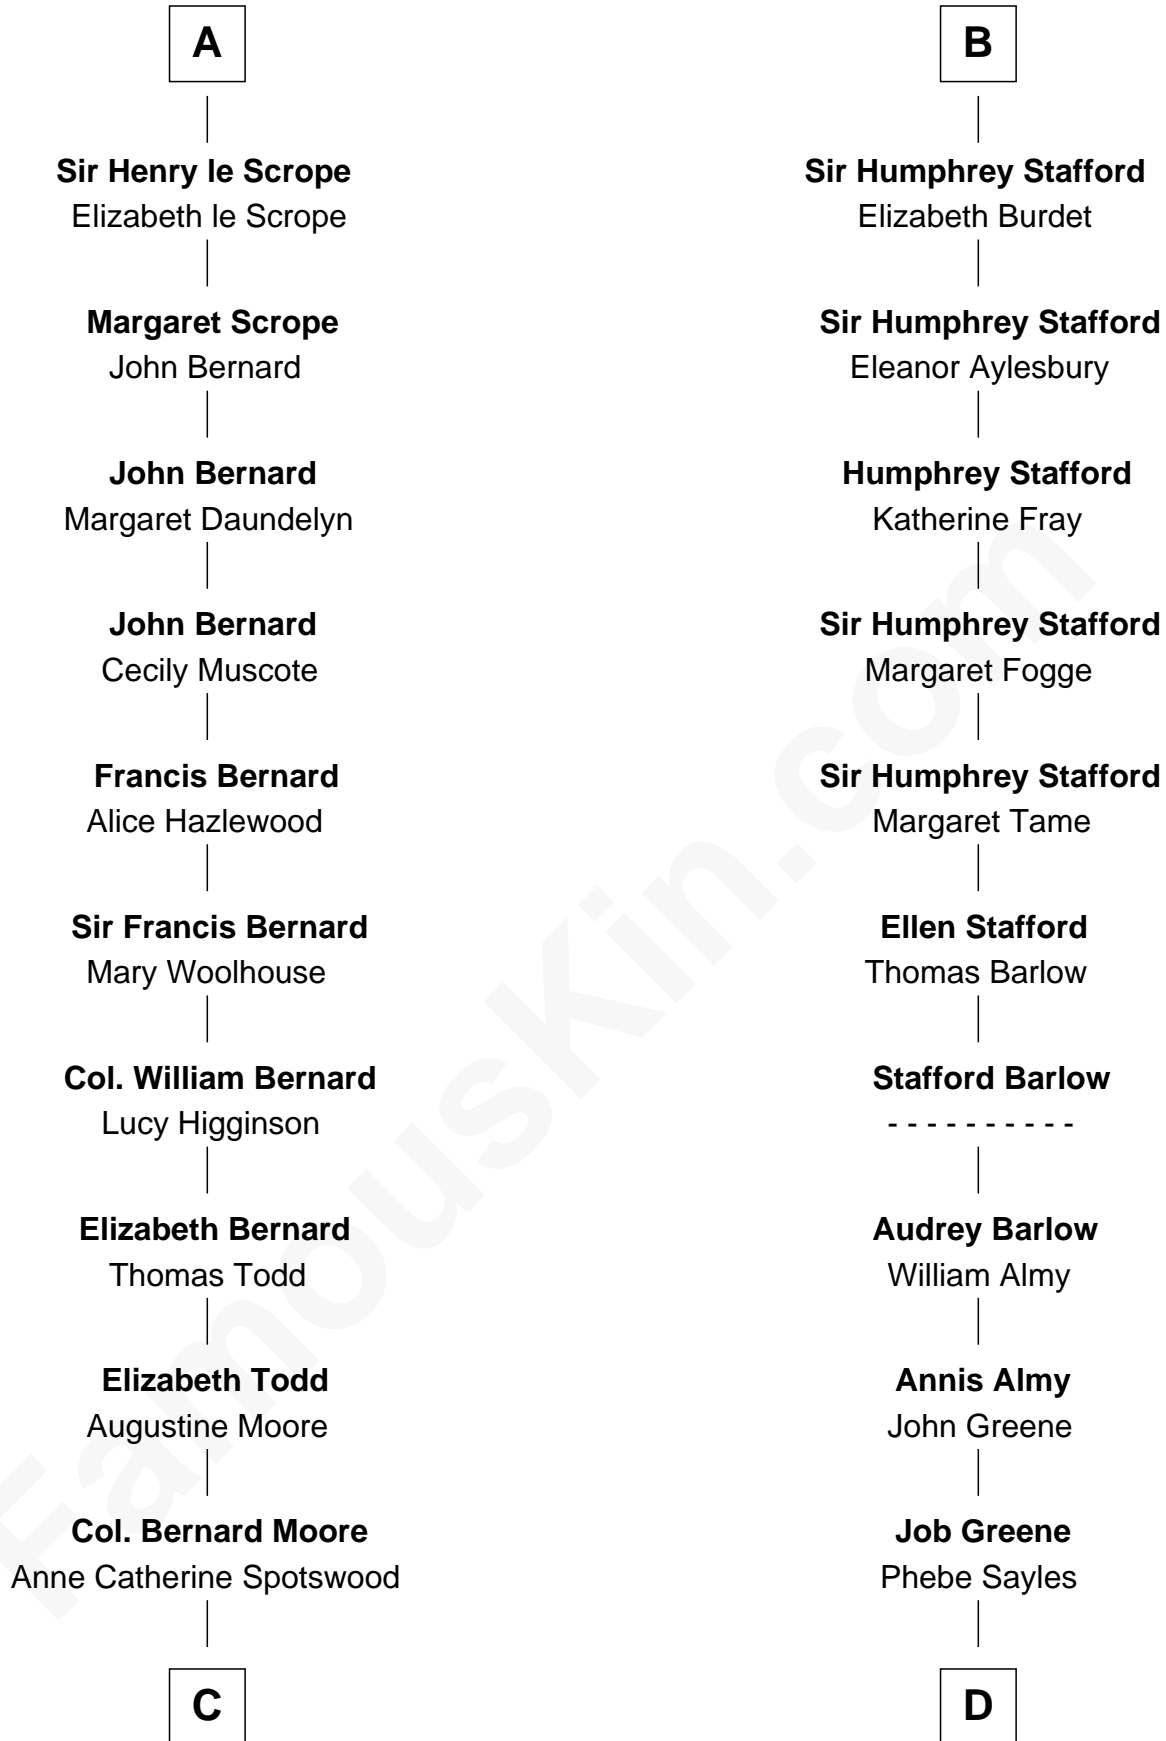 A
Sir Henry le Scrope
Elizabeth le Scrope
Margaret Scrope
John Bernard
John Bernard
Margaret Daundelyn
John Bernard
Cecily Muscote
Francis Bernard
Alice Hazlewood
Sir Francis Bernard
Mary Woolhouse
Col. William Bernard
Lucy Higginson
Elizabeth Bernard
Thomas Todd
Elizabeth Todd
Augustine Moore
Col. Bernard Moore
Anne Catherine Spotswood
C
B
Sir Humphrey Stafford
Elizabeth Burdet
Sir Humphrey Stafford
Eleanor Aylesbury
Humphrey Stafford
Katherine Fray
Sir Humphrey Stafford
Margaret Fogge
Sir Humphrey Stafford
Margaret Tame
Ellen Stafford
Thomas Barlow
Stafford Barlow
- - - - - - - - - -
Audrey Barlow
William Almy
Annis Almy
John Greene
Job Greene
Phebe Sayles
D
FamousKin.com